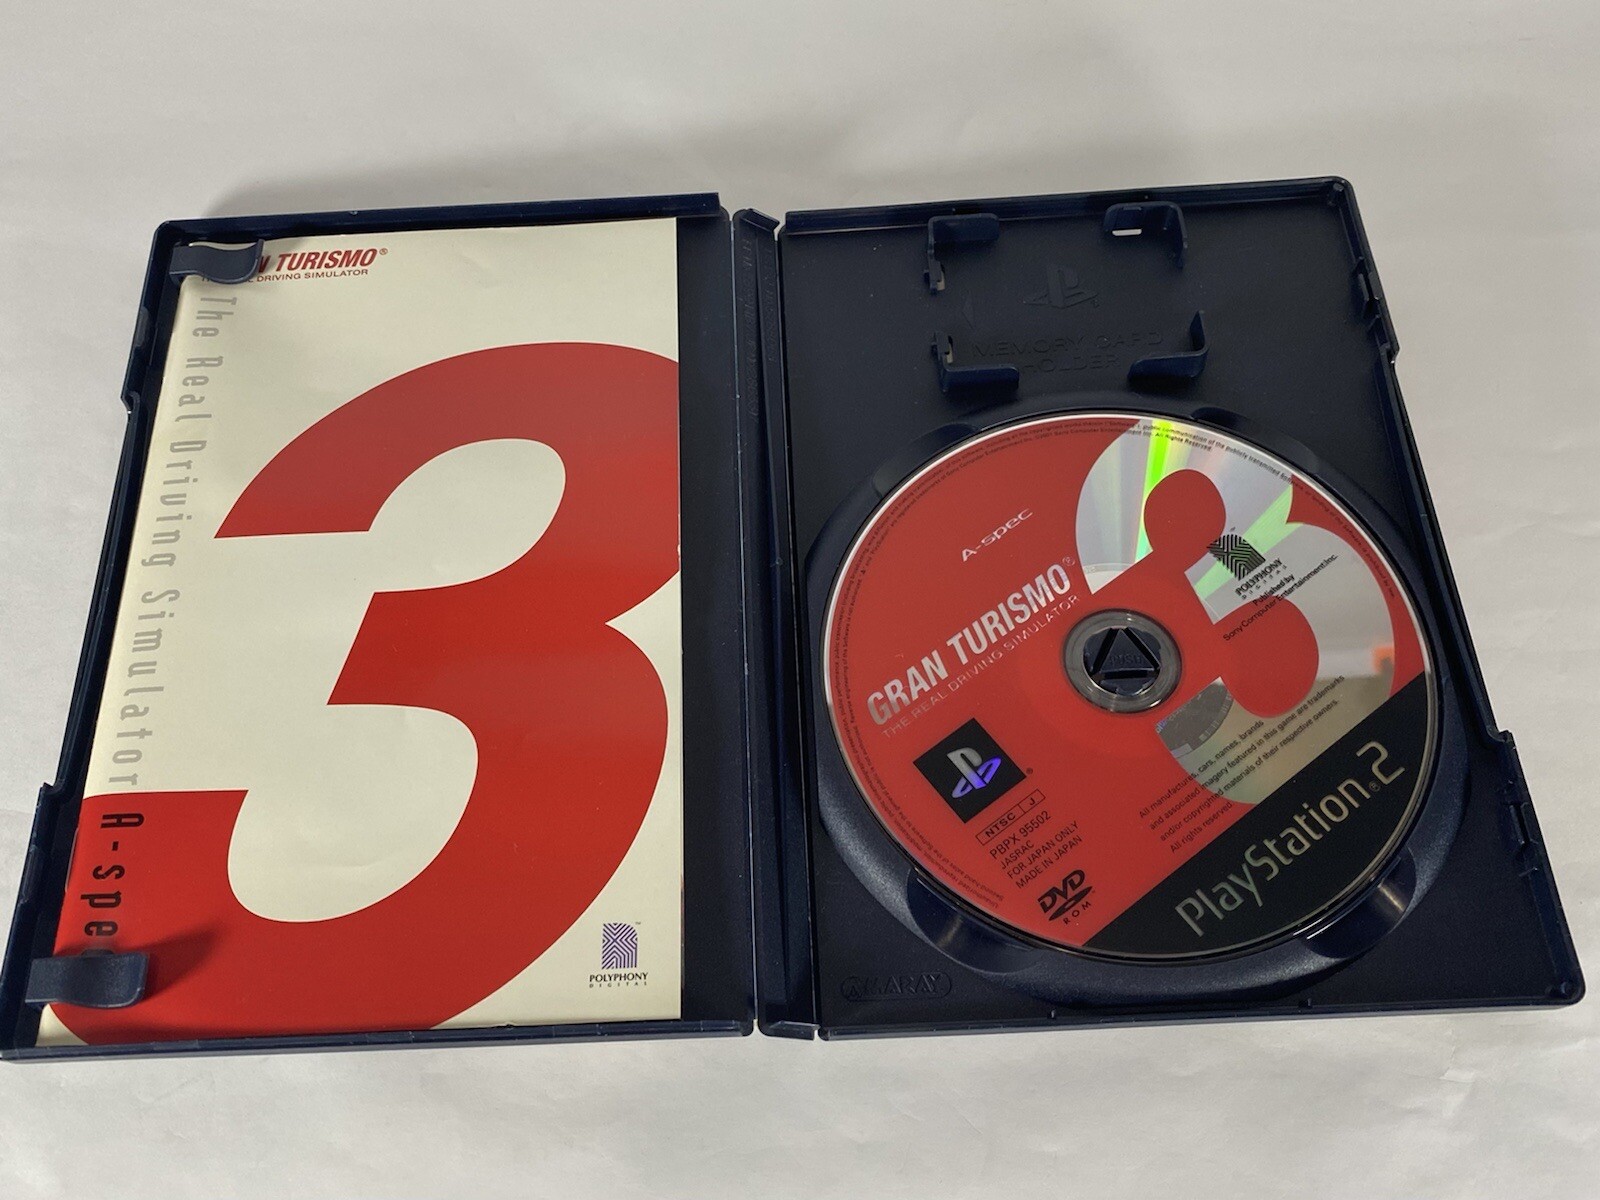 TURISMO®
DRIVING SIMULATOR
The Real Driving Simulator A-spe
3
POLYPHONY
DIGITAL
MEMORY CARD
HOLDER
A-spec
GRAN TURISMO®
THE REAL DRIVING SIMULATOR
3
POLYPHONY
DIGITAL
Published by
Sony Computer Entertainment Inc.
NTSC J
PBPX 95502
JASRAC
FOR JAPAN ONLY
MADE IN JAPAN
DVD
ROM
All manufacturers, cars, names, brands
and associated imagery featured in this game are trademarks
and/or copyrighted materials of their respective owners.
All rights reserved.
PlayStation®2
PUSH
AMARAY